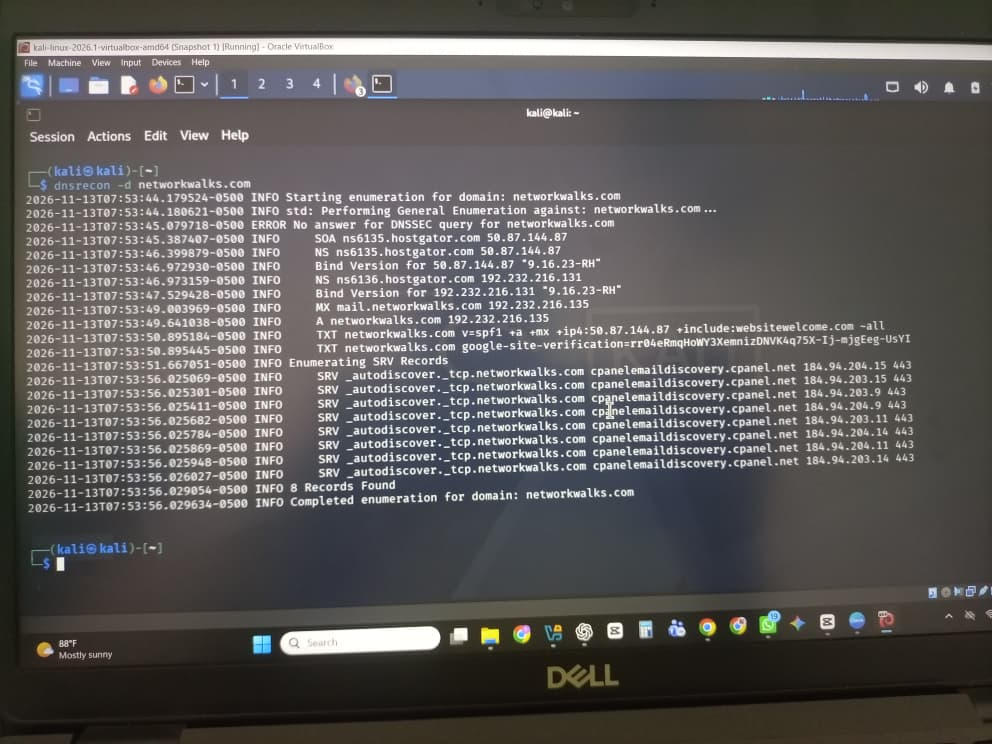 kali-linux-2026.1-virtualbox-amd64 (Snapshot 1) [Running] - Oracle VirtualBox
File Machine View Input Devices Help
1 2 3 4 3
kali@kali: ~
Session Actions Edit View Help
(kali㉿kali)-[~]
$ dnsrecon -d networkwalks.com
2026-11-13T07:53:44.179524-0500 INFO Starting enumeration for domain: networkwalks.com
2026-11-13T07:53:44.180621-0500 INFO std: Performing General Enumeration against: networkwalks.com...
2026-11-13T07:53:45.079718-0500 ERROR No answer for DNSSEC query for networkwalks.com
2026-11-13T07:53:45.387407-0500 INFO SOA ns6135.hostgator.com 50.87.144.87
2026-11-13T07:53:46.399879-0500 INFO NS ns6135.hostgator.com 50.87.144.87
2026-11-13T07:53:46.972930-0500 INFO Bind Version for 50.87.144.87 "9.16.23-RH"
2026-11-13T07:53:46.973159-0500 INFO NS ns6136.hostgator.com 192.232.216.131
2026-11-13T07:53:47.529428-0500 INFO Bind Version for 192.232.216.131 "9.16.23-RH"
2026-11-13T07:53:49.003969-0500 INFO MX mail.networkwalks.com 192.232.216.135
2026-11-13T07:53:49.641038-0500 INFO A networkwalks.com 192.232.216.135
2026-11-13T07:53:50.895184-0500 INFO TXT networkwalks.com v=spf1 +a +mx +ip4:50.87.144.87 +include:websitewelcome.com ~all
2026-11-13T07:53:50.895445-0500 INFO TXT networkwalks.com google-site-verification=rr04eRmqHoWY3XemnizDNVK4q75X-Ij-mjgEeg-UsYI
2026-11-13T07:53:51.667051-0500 INFO Enumerating SRV Records
2026-11-13T07:53:56.025069-0500 INFO SRV _autodiscover._tcp.networkwalks.com cpanelemaildiscovery.cpanel.net 184.94.204.15 443
2026-11-13T07:53:56.025301-0500 INFO SRV _autodiscover._tcp.networkwalks.com cpanelemaildiscovery.cpanel.net 184.94.203.15 443
2026-11-13T07:53:56.025411-0500 INFO SRV _autodiscover._tcp.networkwalks.com cpanelemaildiscovery.cpanel.net 184.94.203.9 443
2026-11-13T07:53:56.025682-0500 INFO SRV _autodiscover._tcp.networkwalks.com cpanelemaildiscovery.cpanel.net 184.94.204.9 443
2026-11-13T07:53:56.025784-0500 INFO SRV _autodiscover._tcp.networkwalks.com cpanelemaildiscovery.cpanel.net 184.94.203.11 443
2026-11-13T07:53:56.025869-0500 INFO SRV _autodiscover._tcp.networkwalks.com cpanelemaildiscovery.cpanel.net 184.94.204.14 443
2026-11-13T07:53:56.025948-0500 INFO SRV _autodiscover._tcp.networkwalks.com cpanelemaildiscovery.cpanel.net 184.94.204.11 443
2026-11-13T07:53:56.026027-0500 INFO SRV _autodiscover._tcp.networkwalks.com cpanelemaildiscovery.cpanel.net 184.94.203.14 443
2026-11-13T07:53:56.029054-0500 INFO 8 Records Found
2026-11-13T07:53:56.029634-0500 INFO Completed enumeration for domain: networkwalks.com
(kali㉿kali)-[~]
$
88°F
Mostly sunny
Search
19
DELL